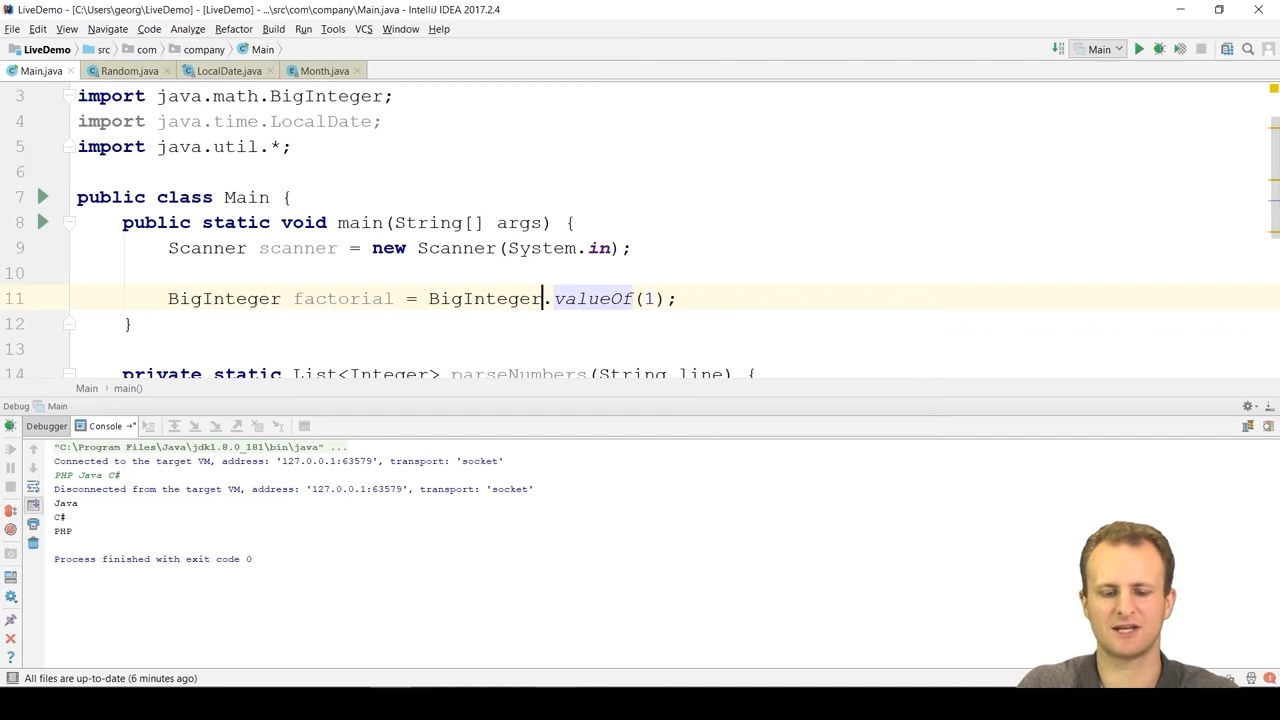 LiveDemo - [C:\Users\georg\LiveDemo] - [LiveDemo] - ...\src\com\company\Main.java - IntelliJ IDEA 2017.2.4
File Edit View Navigate Code Analyze Refactor Build Run Tools VCS Window Help
LiveDemo src com company Main Main
Main.java Random.java LocalDate.java Month.java
3 import java.math.BigInteger;
4 import java.time.LocalDate;
5 import java.util.*;
6
7 public class Main {
8 public static void main(String[] args) {
9 Scanner scanner = new Scanner(System.in);
10
11 BigInteger factorial = BigInteger.valueOf(1);
12 }
13
14 private static List<Integer> parseNumbers(String line) {
Main › main()
Debug Main
Debugger Console
"C:\Program Files\Java\jdk1.8.0_181\bin\java" ...
Connected to the target VM, address: '127.0.0.1:63579', transport: 'socket'
PHP Java C#
Disconnected from the target VM, address: '127.0.0.1:63579', transport: 'socket'
Java
C#
PHP
Process finished with exit code 0
All files are up-to-date (6 minutes ago)